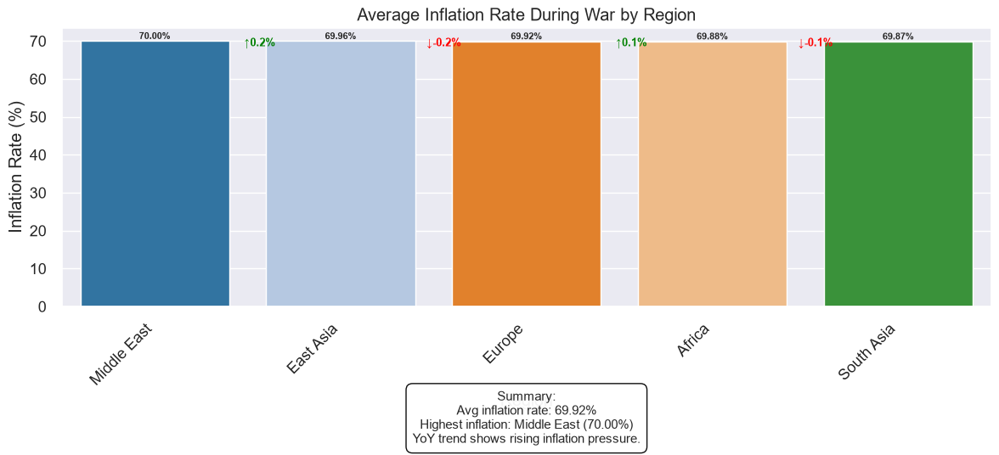 Average Inflation Rate During War by Region
Inflation Rate (%)
70
60
50
40
30
20
10
0
70.00%
↑0.2%
69.96%
↓-0.2%
69.92%
↑0.1%
69.88%
↓-0.1%
69.87%
Middle East
East Asia
Europe
Africa
South Asia
Summary:
Avg inflation rate: 69.92%
Highest inflation: Middle East (70.00%)
YoY trend shows rising inflation pressure.